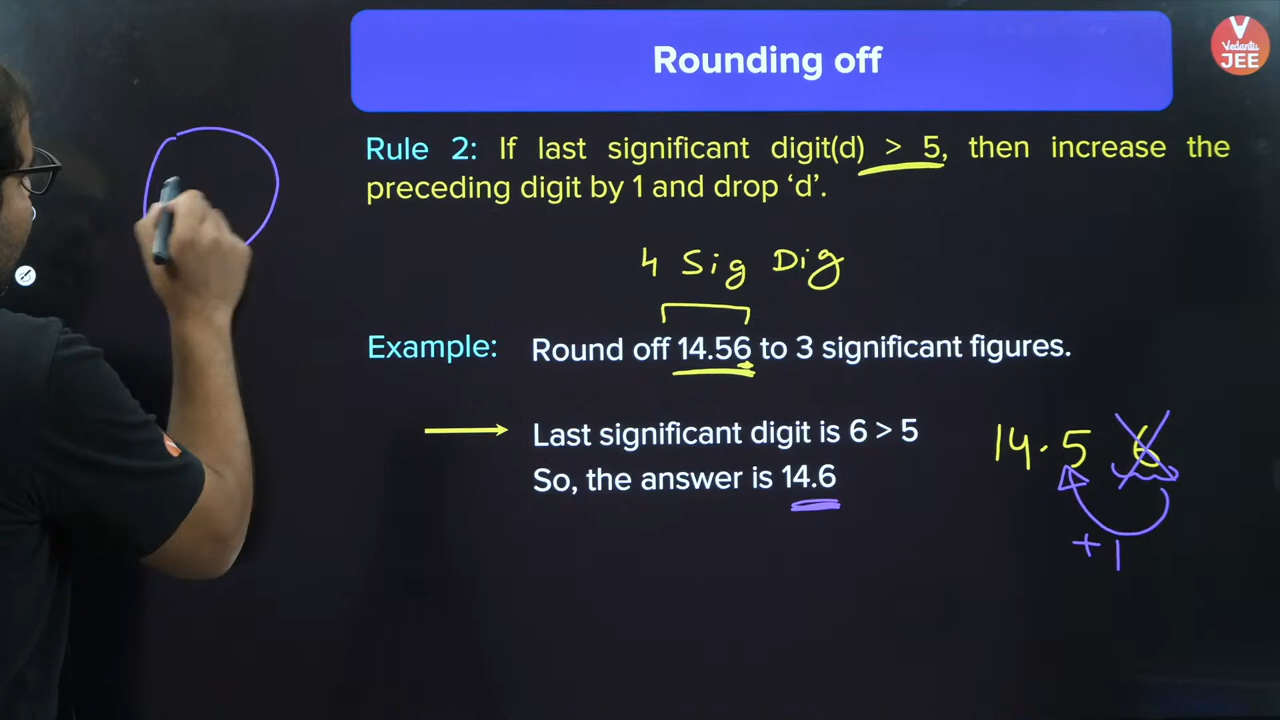 Rounding off
V
Vedantu
JEE
Rule 2: If last significant digit(d) > 5, then increase the
preceding digit by 1 and drop ‘d’.
4 Sig Dig
Example: Round off 14.56 to 3 significant figures.
Last significant digit is 6 > 5
So, the answer is 14.6
14.5 6
+1